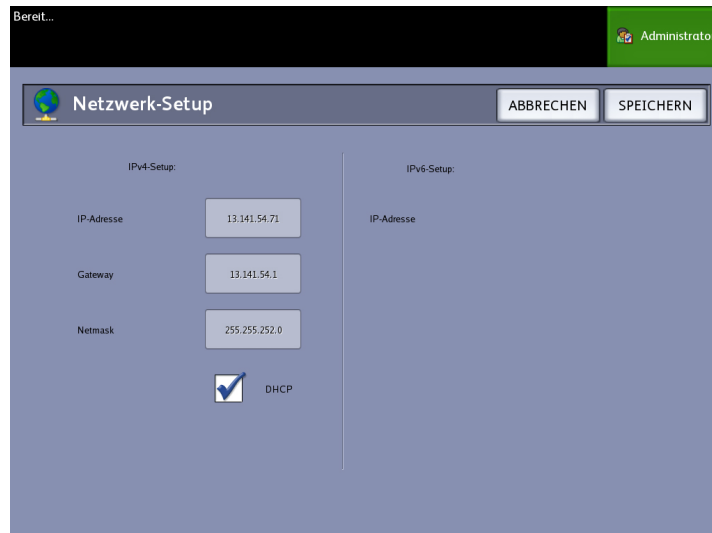 Bereit...
Administrato
Netzwerk-Setup
ABBRECHEN
SPEICHERN
IPv4-Setup:
IP-Adresse
13.141.54.71
Gateway
13.141.54.1
Netmask
255.255.252.0
DHCP
IPv6-Setup:
IP-Adresse